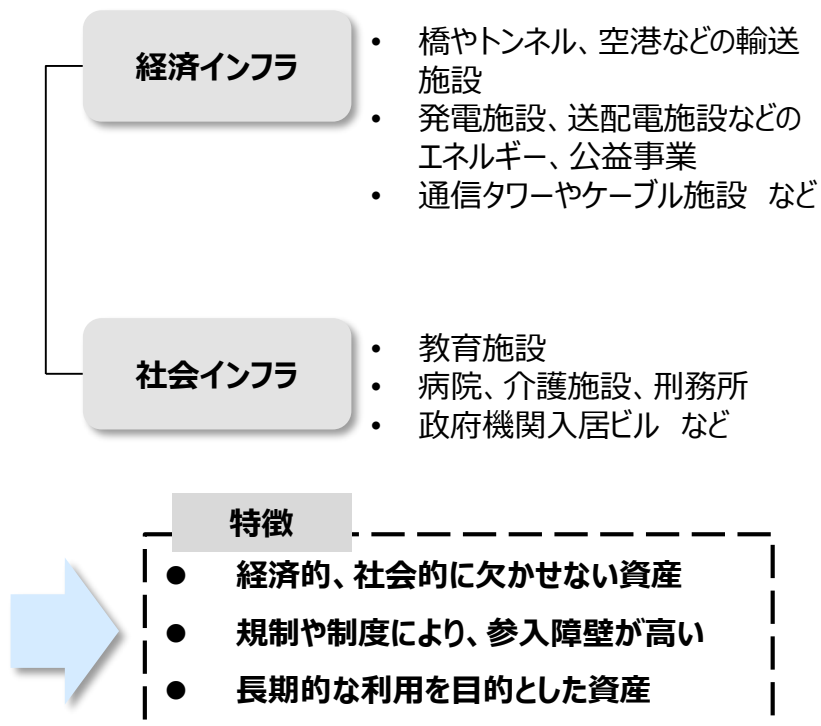 経済インフラ
• 橋やトンネル、空港などの輸送
施設
• 発電施設、送配電施設などの
エネルギー、公益事業
• 通信タワーやケーブル施設 など
社会インフラ
• 教育施設
• 病院、介護施設、刑務所
• 政府機関入居ビル など
特徴
● 経済的、社会的に欠かせない資産
● 規制や制度により、参入障壁が高い
● 長期的な利用を目的とした資産